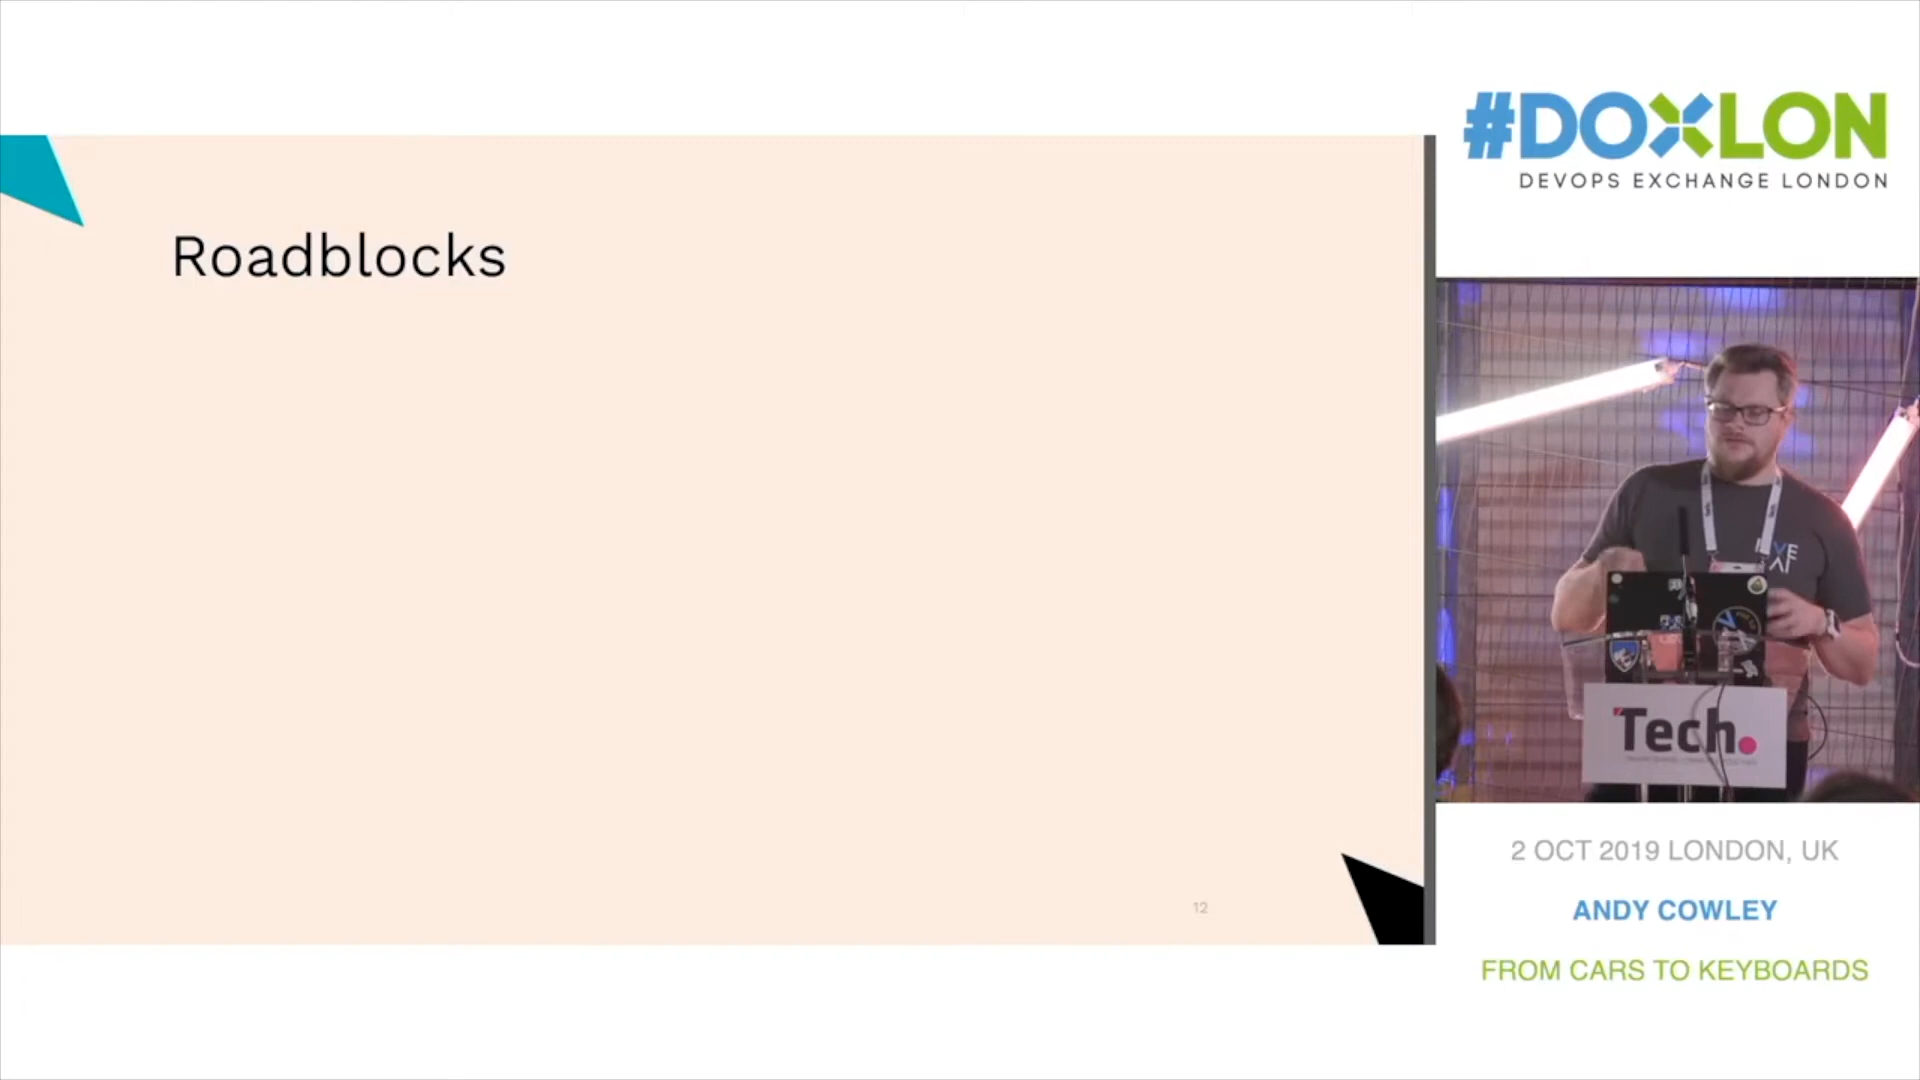 #DOXLON
DEVOPS EXCHANGE LONDON
Roadblocks
12
Tech.
2 OCT 2019 LONDON, UK
ANDY COWLEY
FROM CARS TO KEYBOARDS